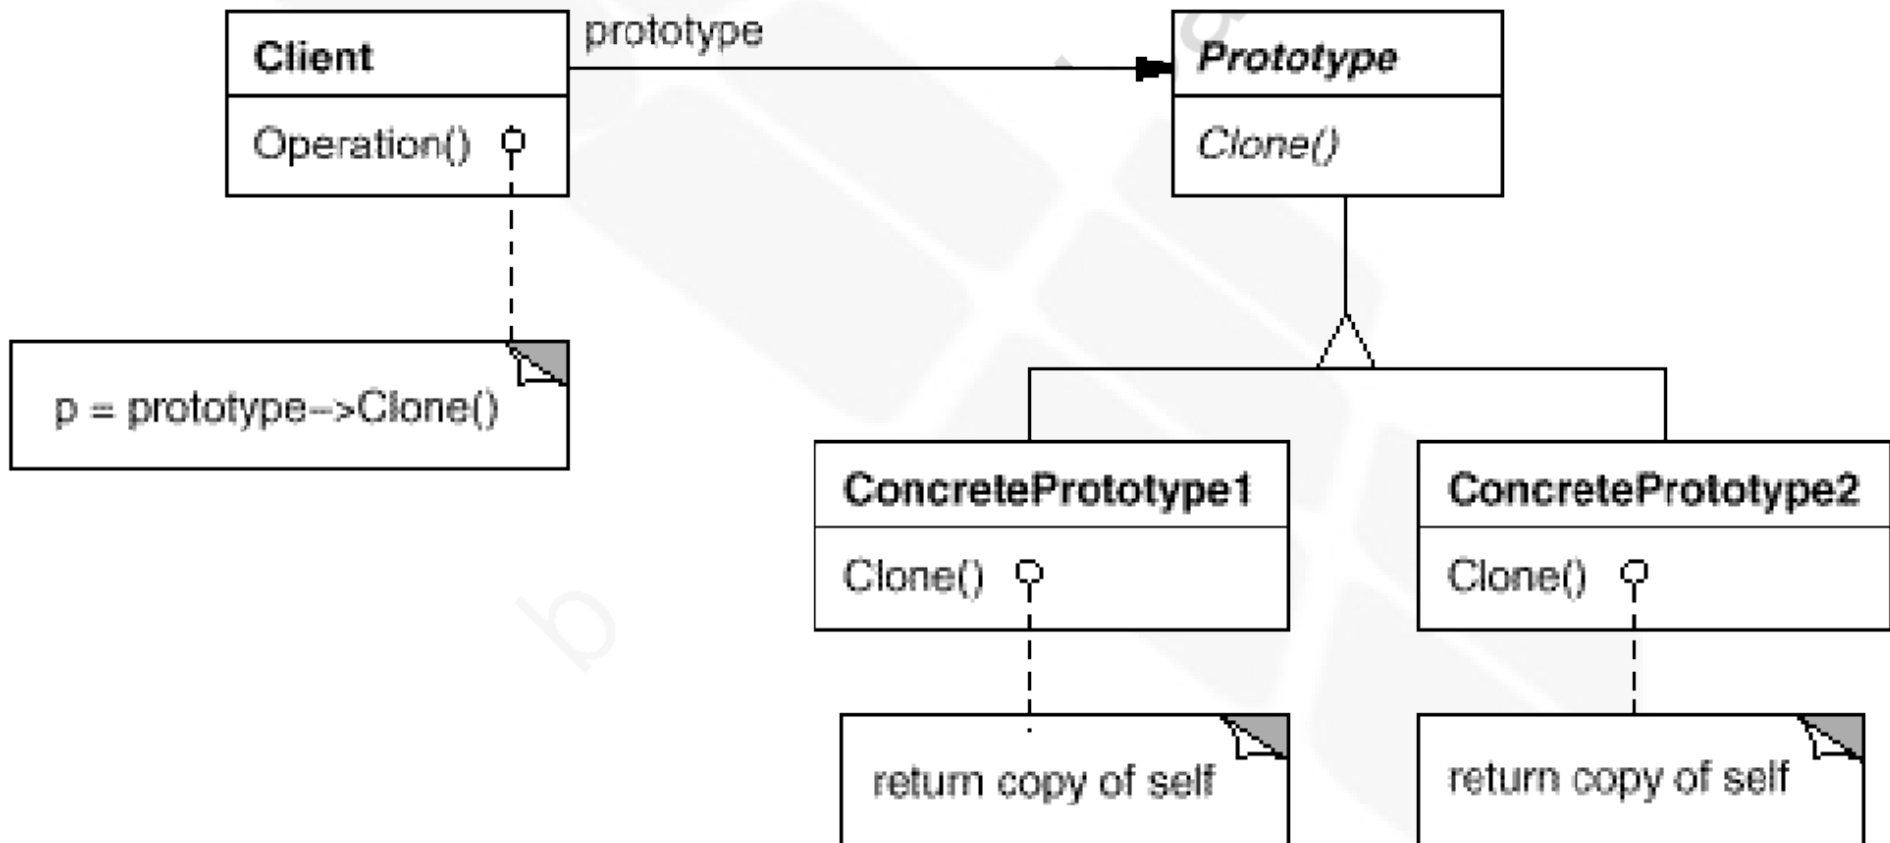 Client
prototype
Prototype
Operation()
Clone()
p = prototype->Clone()
ConcretePrototype1
ConcretePrototype2
Clone()
Clone()
return copy of self
return copy of self